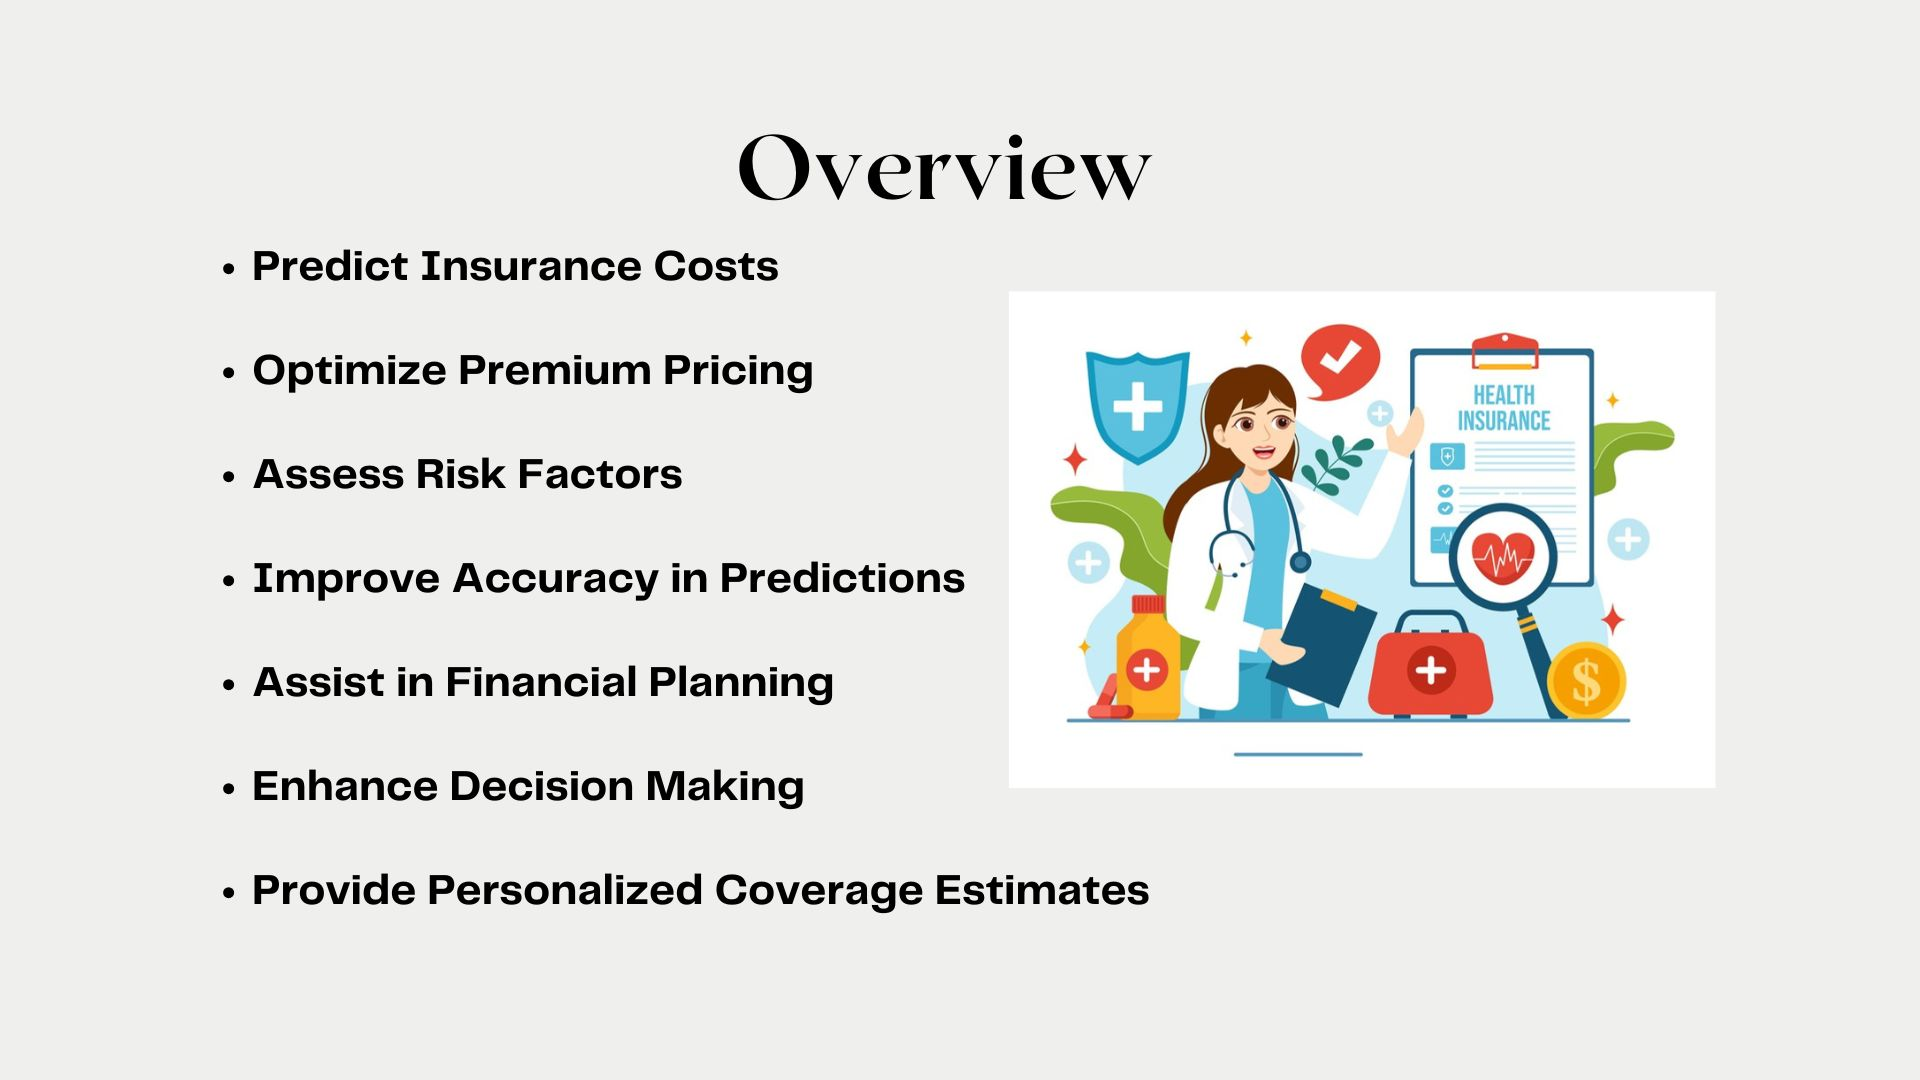 Overview
• Predict Insurance Costs
• Optimize Premium Pricing
• Assess Risk Factors
• Improve Accuracy in Predictions
• Assist in Financial Planning
• Enhance Decision Making
• Provide Personalized Coverage Estimates
HEALTH
INSURANCE
$